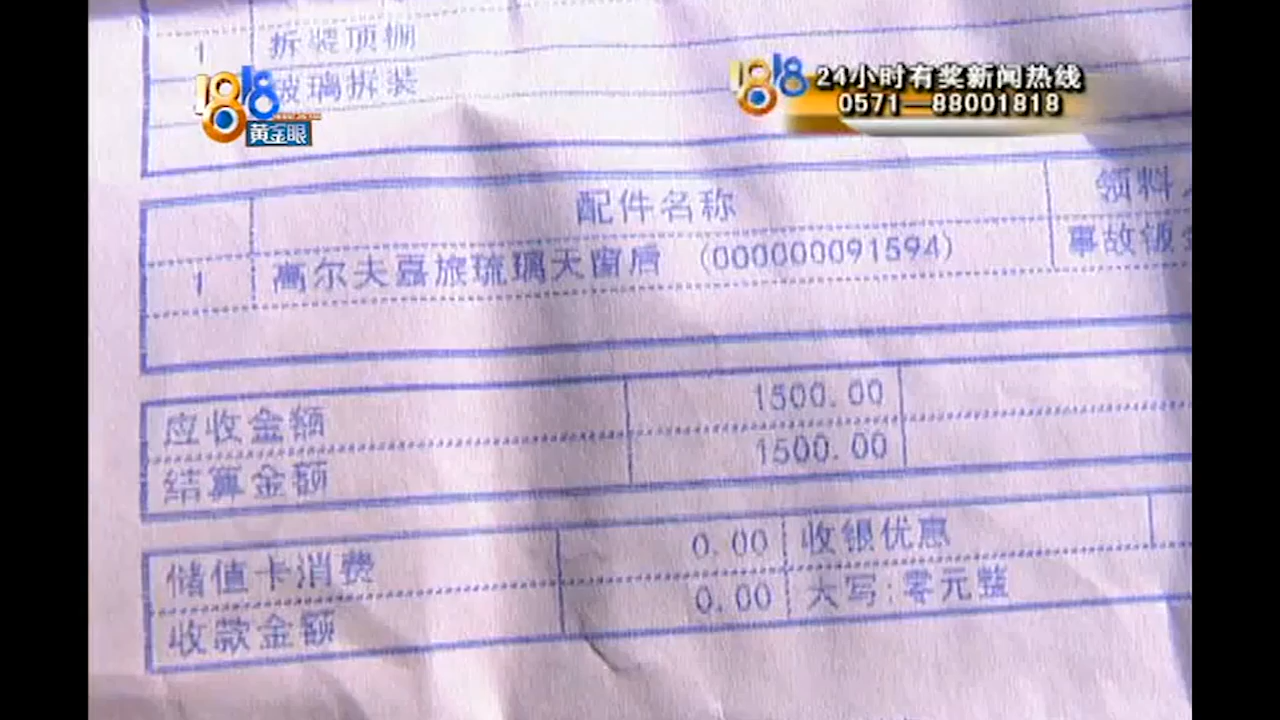 1 拆装顶棚
玻璃拆装
1818
黄金眼
1818 24小时有奖新闻热线
0571—88001818
配件名称 领料
1 高尔夫嘉旅琉璃天窗后 (000000091594) 事故钣
应收金额 1500.00
结算金额 1500.00
储值卡消费 0.00 收银优惠
收款金额 0.00 大写:零元整